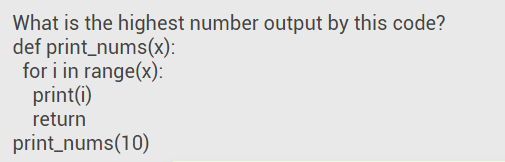 What is the highest number output by this code?
def print_nums(x):
  for i in range(x):
    print(i)
    return
print_nums(10)